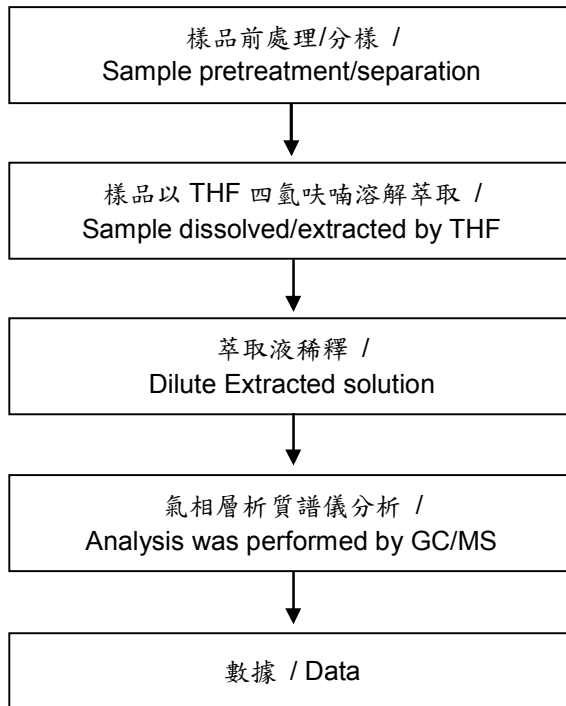 樣品前處理/分樣 /
Sample pretreatment/separation
樣品以 THF 四氫呋喃溶解萃取 /
Sample dissolved/extracted by THF
萃取液稀釋 /
Dilute Extracted solution
氣相層析質譜儀分析 /
Analysis was performed by GC/MS
數據 / Data